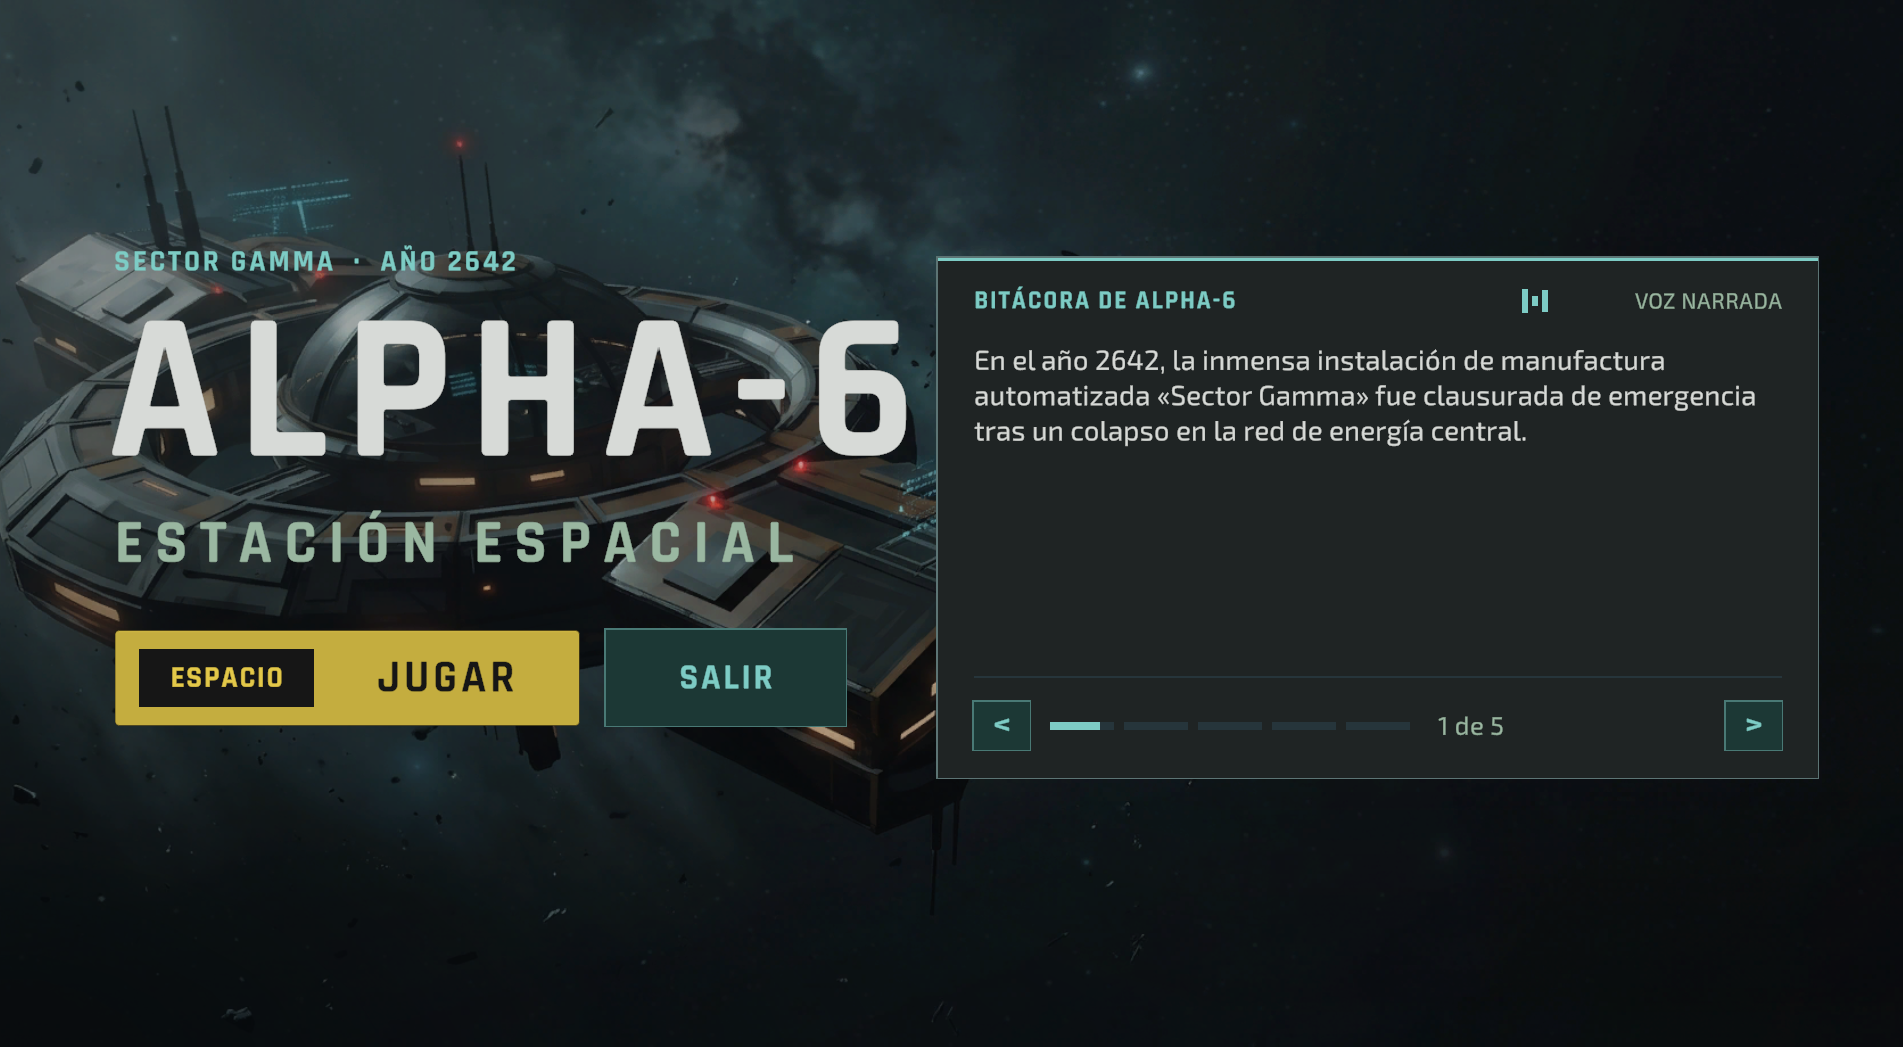 SECTOR GAMMA · AÑO 2642
ALPHA-6
ESTACIÓN ESPACIAL
ESPACIO JUGAR
SALIR
BITÁCORA DE ALPHA-6
VOZ NARRADA
En el año 2642, la inmensa instalación de manufactura
automatizada «Sector Gamma» fue clausurada de emergencia
tras un colapso en la red de energía central.
< 1 de 5 >